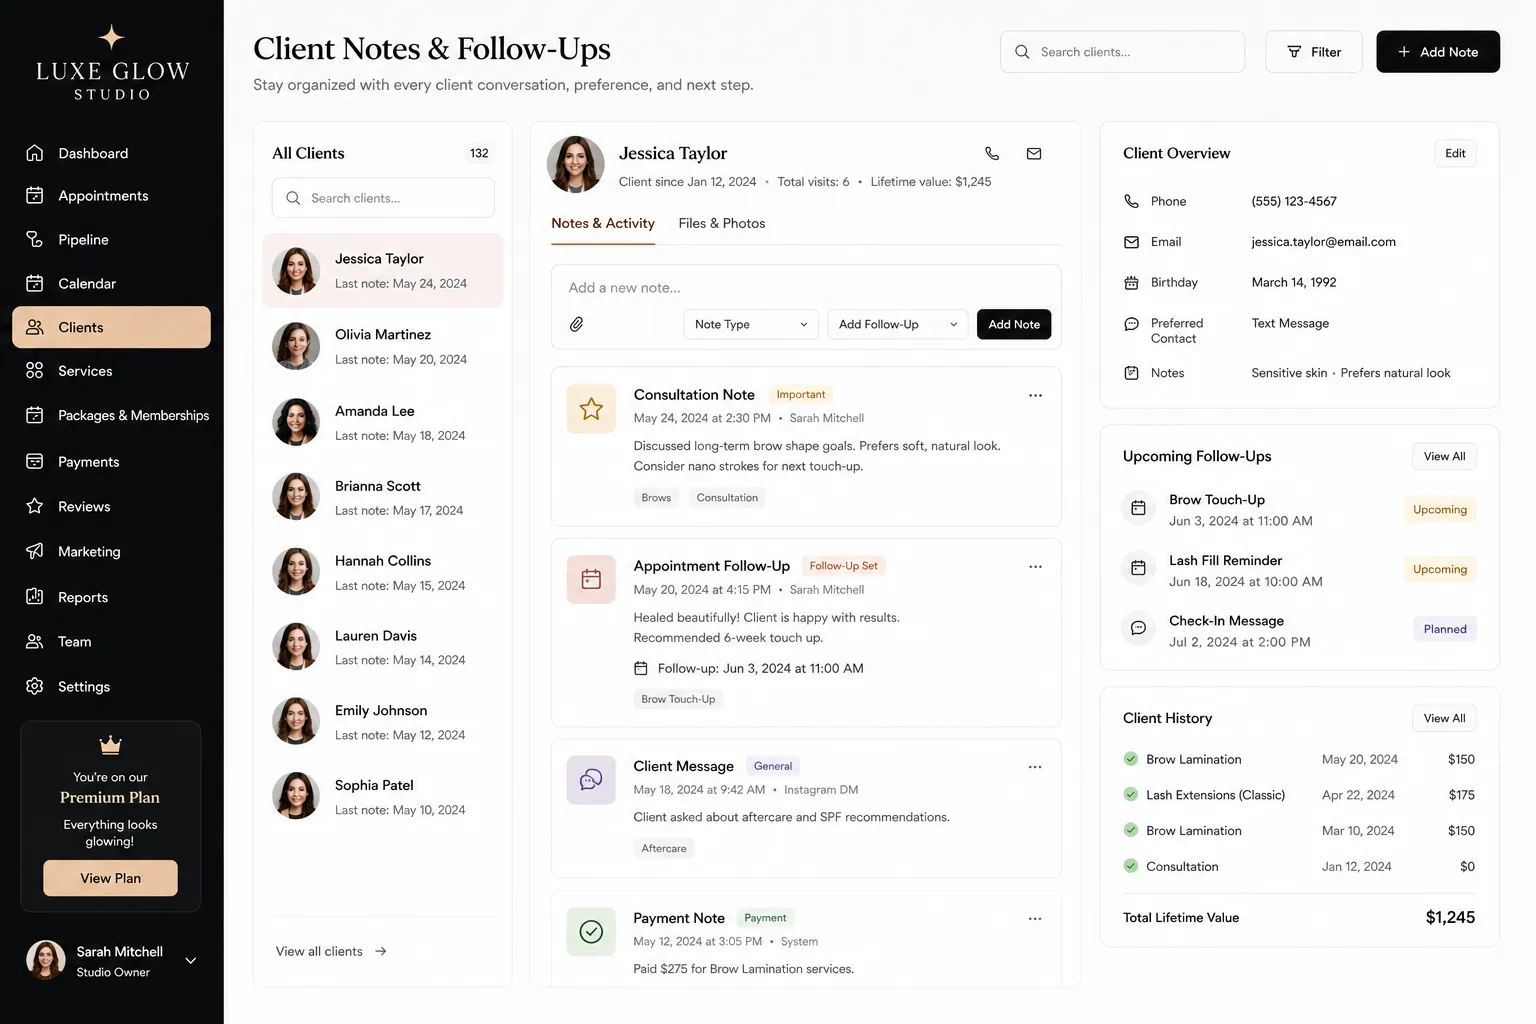 LUXE GLOW
STUDIO
Dashboard
Appointments
Pipeline
Calendar
Clients
Services
Packages & Memberships
Payments
Reviews
Marketing
Reports
Team
Settings
You're on our
Premium Plan
Everything looks
glowing!
View Plan
Sarah Mitchell
Studio Owner
Client Notes & Follow-Ups
Stay organized with every client conversation, preference, and next step.
Search clients...
Filter
+ Add Note
All Clients
132
Search clients...
Jessica Taylor
Last note: May 24, 2024
Olivia Martinez
Last note: May 20, 2024
Amanda Lee
Last note: May 18, 2024
Brianna Scott
Last note: May 17, 2024
Hannah Collins
Last note: May 15, 2024
Lauren Davis
Last note: May 14, 2024
Emily Johnson
Last note: May 12, 2024
Sophia Patel
Last note: May 10, 2024
View all clients →
Jessica Taylor
Client since Jan 12, 2024 • Total visits: 6 • Lifetime value: $1,245
Notes & Activity
Files & Photos
Add a new note...
Note Type
Add Follow-Up
Add Note
Consultation Note
Important
May 24, 2024 at 2:30 PM • Sarah Mitchell
Discussed long-term brow shape goals. Prefers soft, natural look.
Consider nano strokes for next touch-up.
Brows
Consultation
Appointment Follow-Up
Follow-Up Set
May 20, 2024 at 4:15 PM • Sarah Mitchell
Healed beautifully! Client is happy with results.
Recommended 6-week touch up.
Follow-up: Jun 3, 2024 at 11:00 AM
Brow Touch-Up
Client Message
General
May 18, 2024 at 9:42 AM • Instagram DM
Client asked about aftercare and SPF recommendations.
Aftercare
Payment Note
Payment
May 12, 2024 at 3:05 PM • System
Paid $275 for Brow Lamination services.
Client Overview
Edit
Phone
(555) 123-4567
Email
jessica.taylor@email.com
Birthday
March 14, 1992
Preferred
Contact
Text Message
Notes
Sensitive skin • Prefers natural look
Upcoming Follow-Ups
View All
Brow Touch-Up
Jun 3, 2024 at 11:00 AM
Upcoming
Lash Fill Reminder
Jun 18, 2024 at 10:00 AM
Upcoming
Check-In Message
Jul 2, 2024 at 2:00 PM
Planned
Client History
View All
Brow Lamination May 20, 2024 $150
Lash Extensions (Classic) Apr 22, 2024 $175
Brow Lamination Mar 10, 2024 $150
Consultation Jan 12, 2024 $0
Total Lifetime Value $1,245